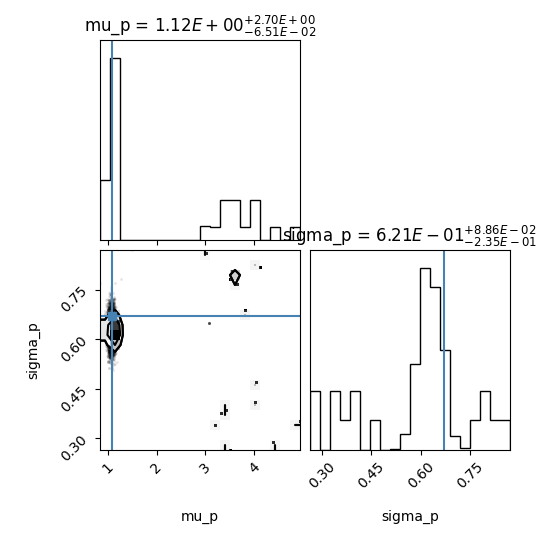 mu_p = 1.12E + 00+2.70E+00−6.51E−02
sigma_p = 6.21E − 01+8.86E−02−2.35E−01
0.75
0.60
0.45
0.30
sigma_p
1 2 3 4
mu_p
0.30 0.45 0.60 0.75
sigma_p